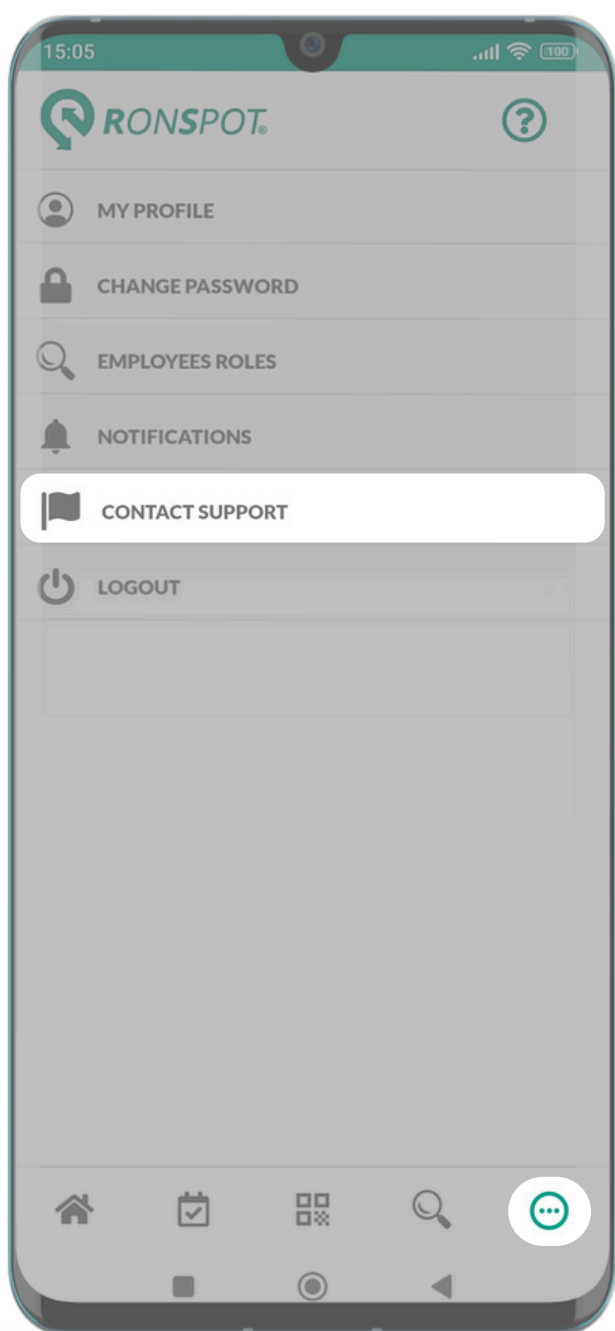 15:05
100
RONSPOT®
?
MY PROFILE
CHANGE PASSWORD
EMPLOYEES ROLES
NOTIFICATIONS
CONTACT SUPPORT
LOGOUT